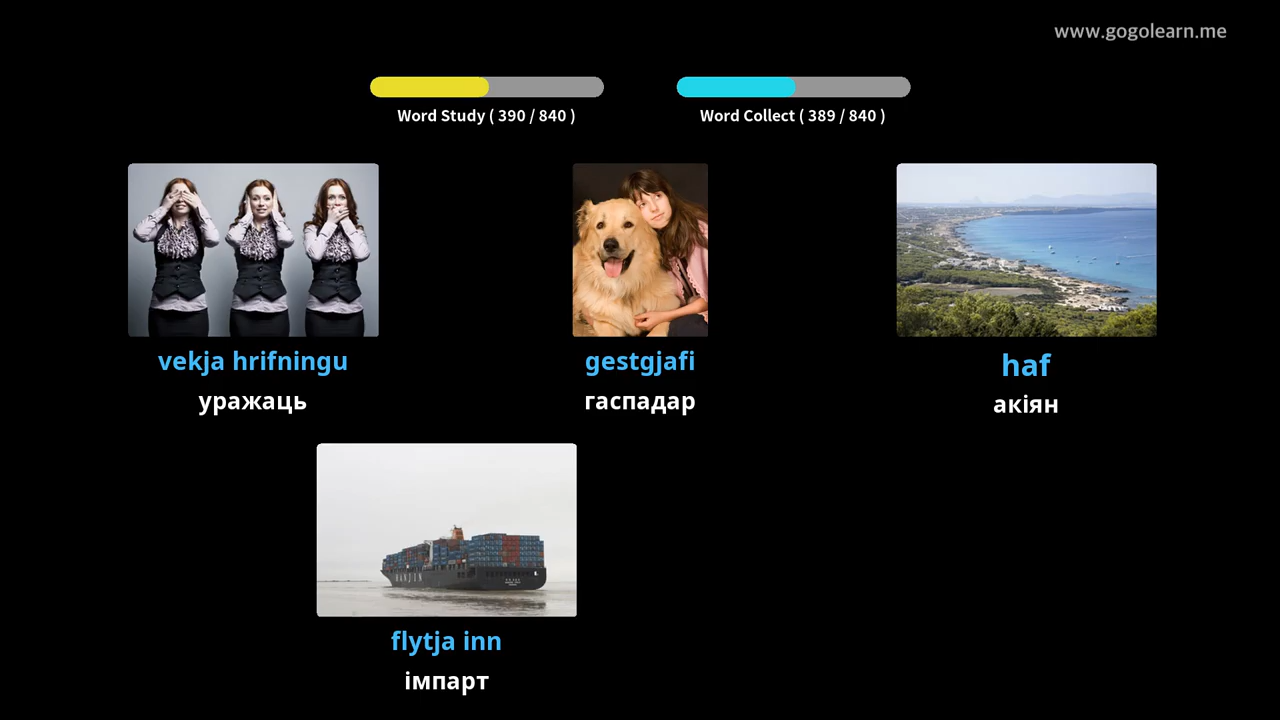 www.gogolearn.me
Word Study ( 390 / 840 )
Word Collect ( 389 / 840 )
vekja hrifningu
уражаць
gestgjafi
гаспадар
haf
акіян
HANJIN
flytja inn
імпарт